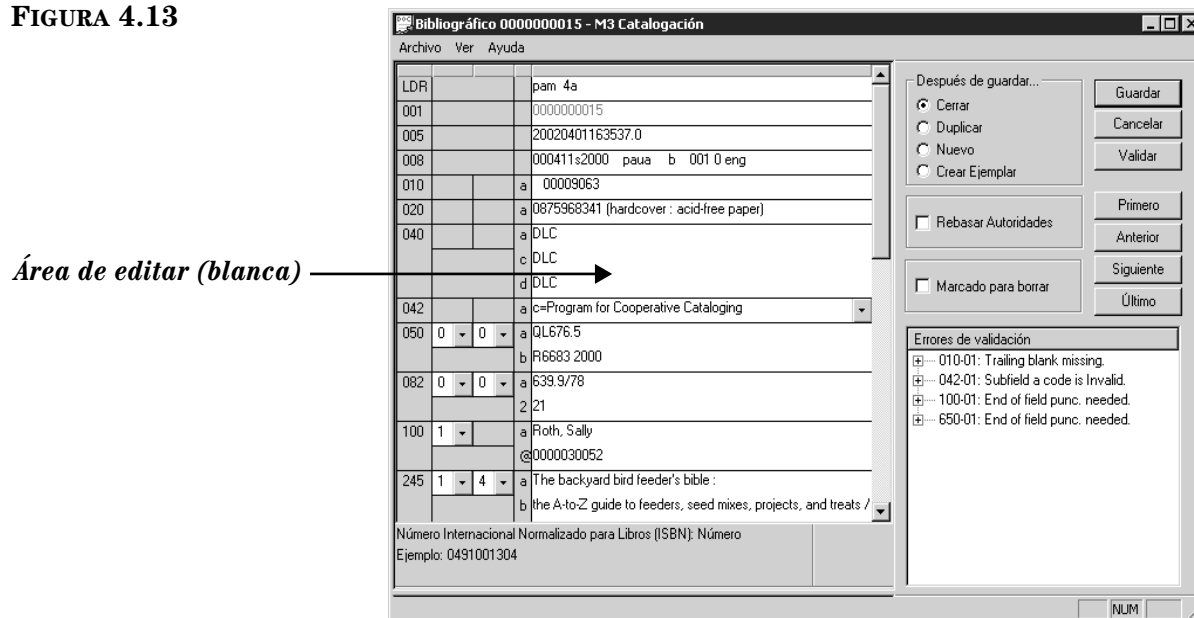 FIGURA 4.13
Bibliográfico 0000000015 - M3 Catalogación
Archivo Ver Ayuda
LDR pam 4a
001 0000000015
005 20020401163537.0
008 000411s2000 paua b 001 0 eng
010 a 00009063
020 a 0875968341 (hardcover : acid-free paper)
040 a DLC
c DLC
d DLC
042 a c=Program for Cooperative Cataloging
050 0 0 a QL676.5
b R6683 2000
082 0 0 a 639.9/78
2 21
100 1 a Roth, Sally
@ 0000030052
245 1 4 a The backyard bird feeder's bible :
b the A-to-Z guide to feeders, seed mixes, projects, and treats /
Número Internacional Normalizado para Libros (ISBN): Número
Ejemplo: 0491001304
Área de editar (blanca)
Después de guardar...
Cerrar
Duplicar
Nuevo
Crear Ejemplar
Rebasar Autoridades
Marcado para borrar
Guardar
Cancelar
Validar
Primero
Anterior
Siguiente
Último
Errores de validación
010-01: Trailing blank missing.
042-01: Subfield a code is Invalid.
100-01: End of field punc. needed.
650-01: End of field punc. needed.
NUM